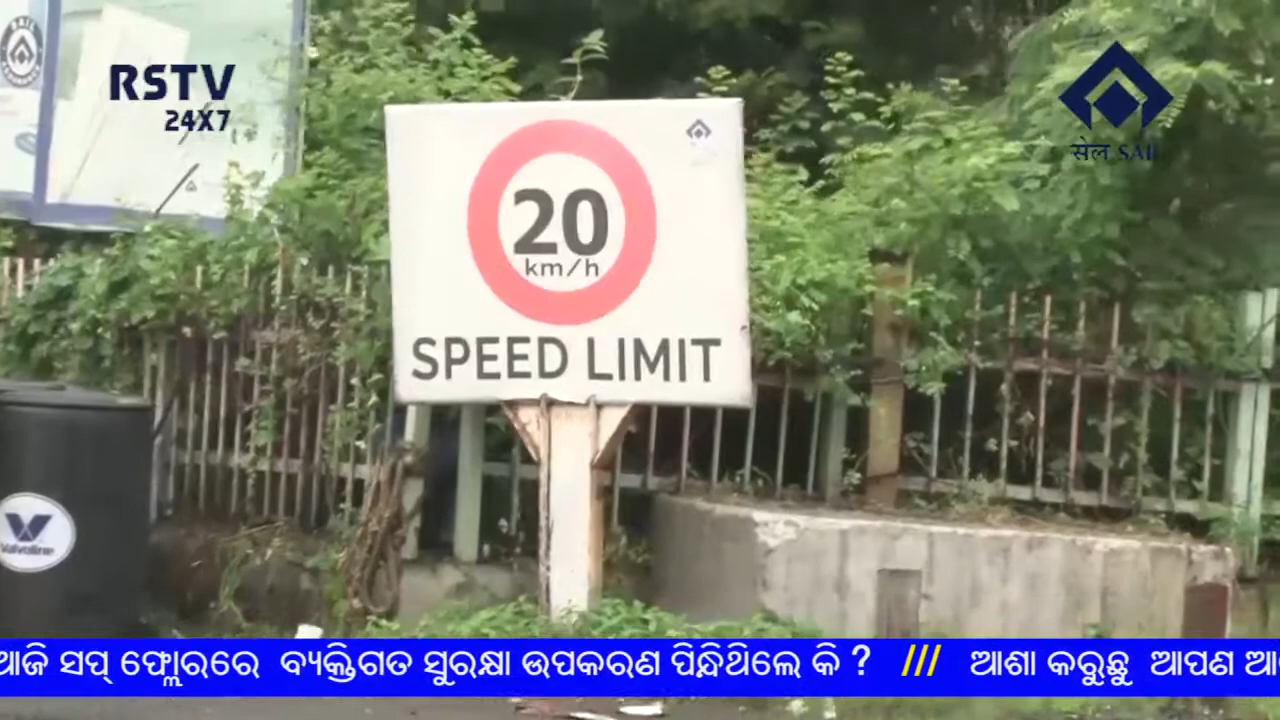 RSTV
24X7
सेल SAIL
20
km/h
SPEED LIMIT
Valvoline
ଆଜି ସପ୍ ଫ୍ଲୋରରେ ବ୍ୟକ୍ତିଗତ ସୁରକ୍ଷା ଉପକରଣ ପିନ୍ଧିଥିଲେ କି ? /// ଆଶା କରୁଛୁ ଆପଣ